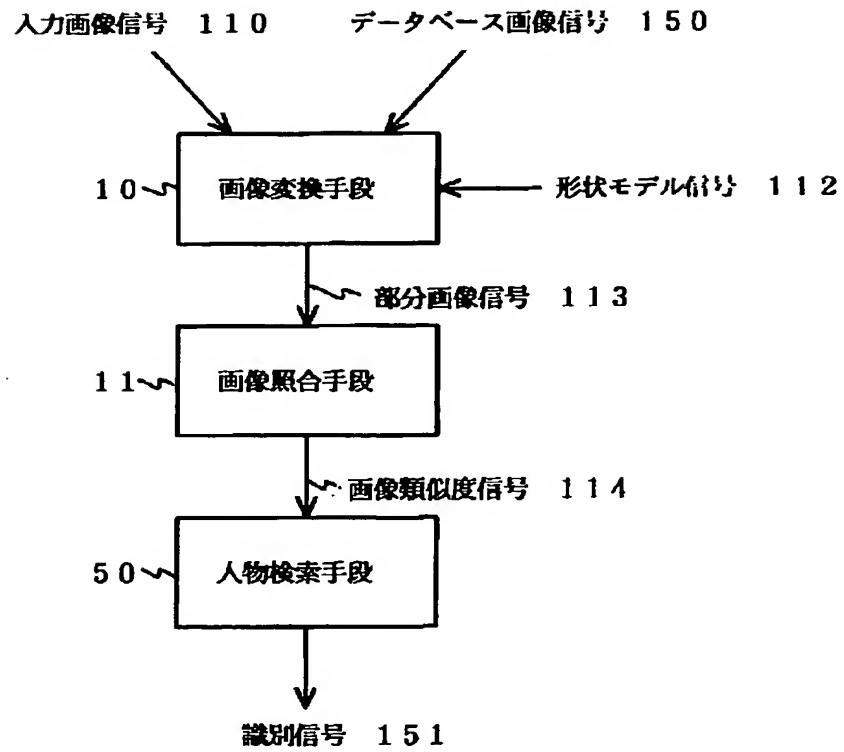 入力画像信号 １１０
データベース画像信号 １５０
１０
画像変換手段
形状モデル信号 １１２
部分画像信号 １１３
１１
画像照合手段
画像類似度信号 １１４
５０
人物検索手段
識別信号 １５１